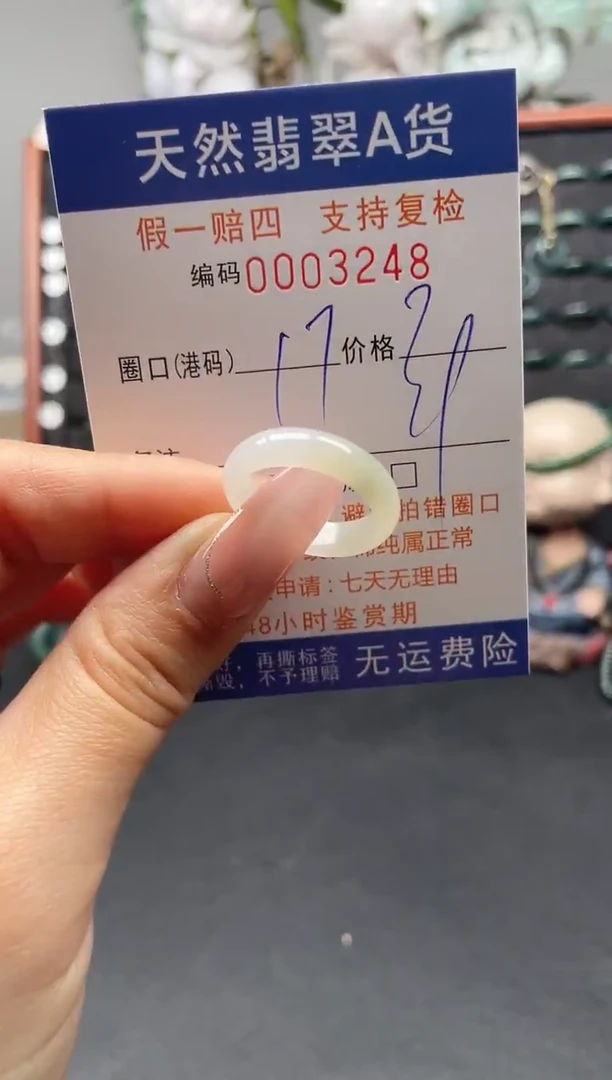 天然翡翠A货
假一赔四 支持复检
编码0003248
圈口(港码) 17 价格
避 拍错圈口
纯属正常
申请:七天无理由
48小时鉴赏期
再撕标签
不予理赔
无运费险